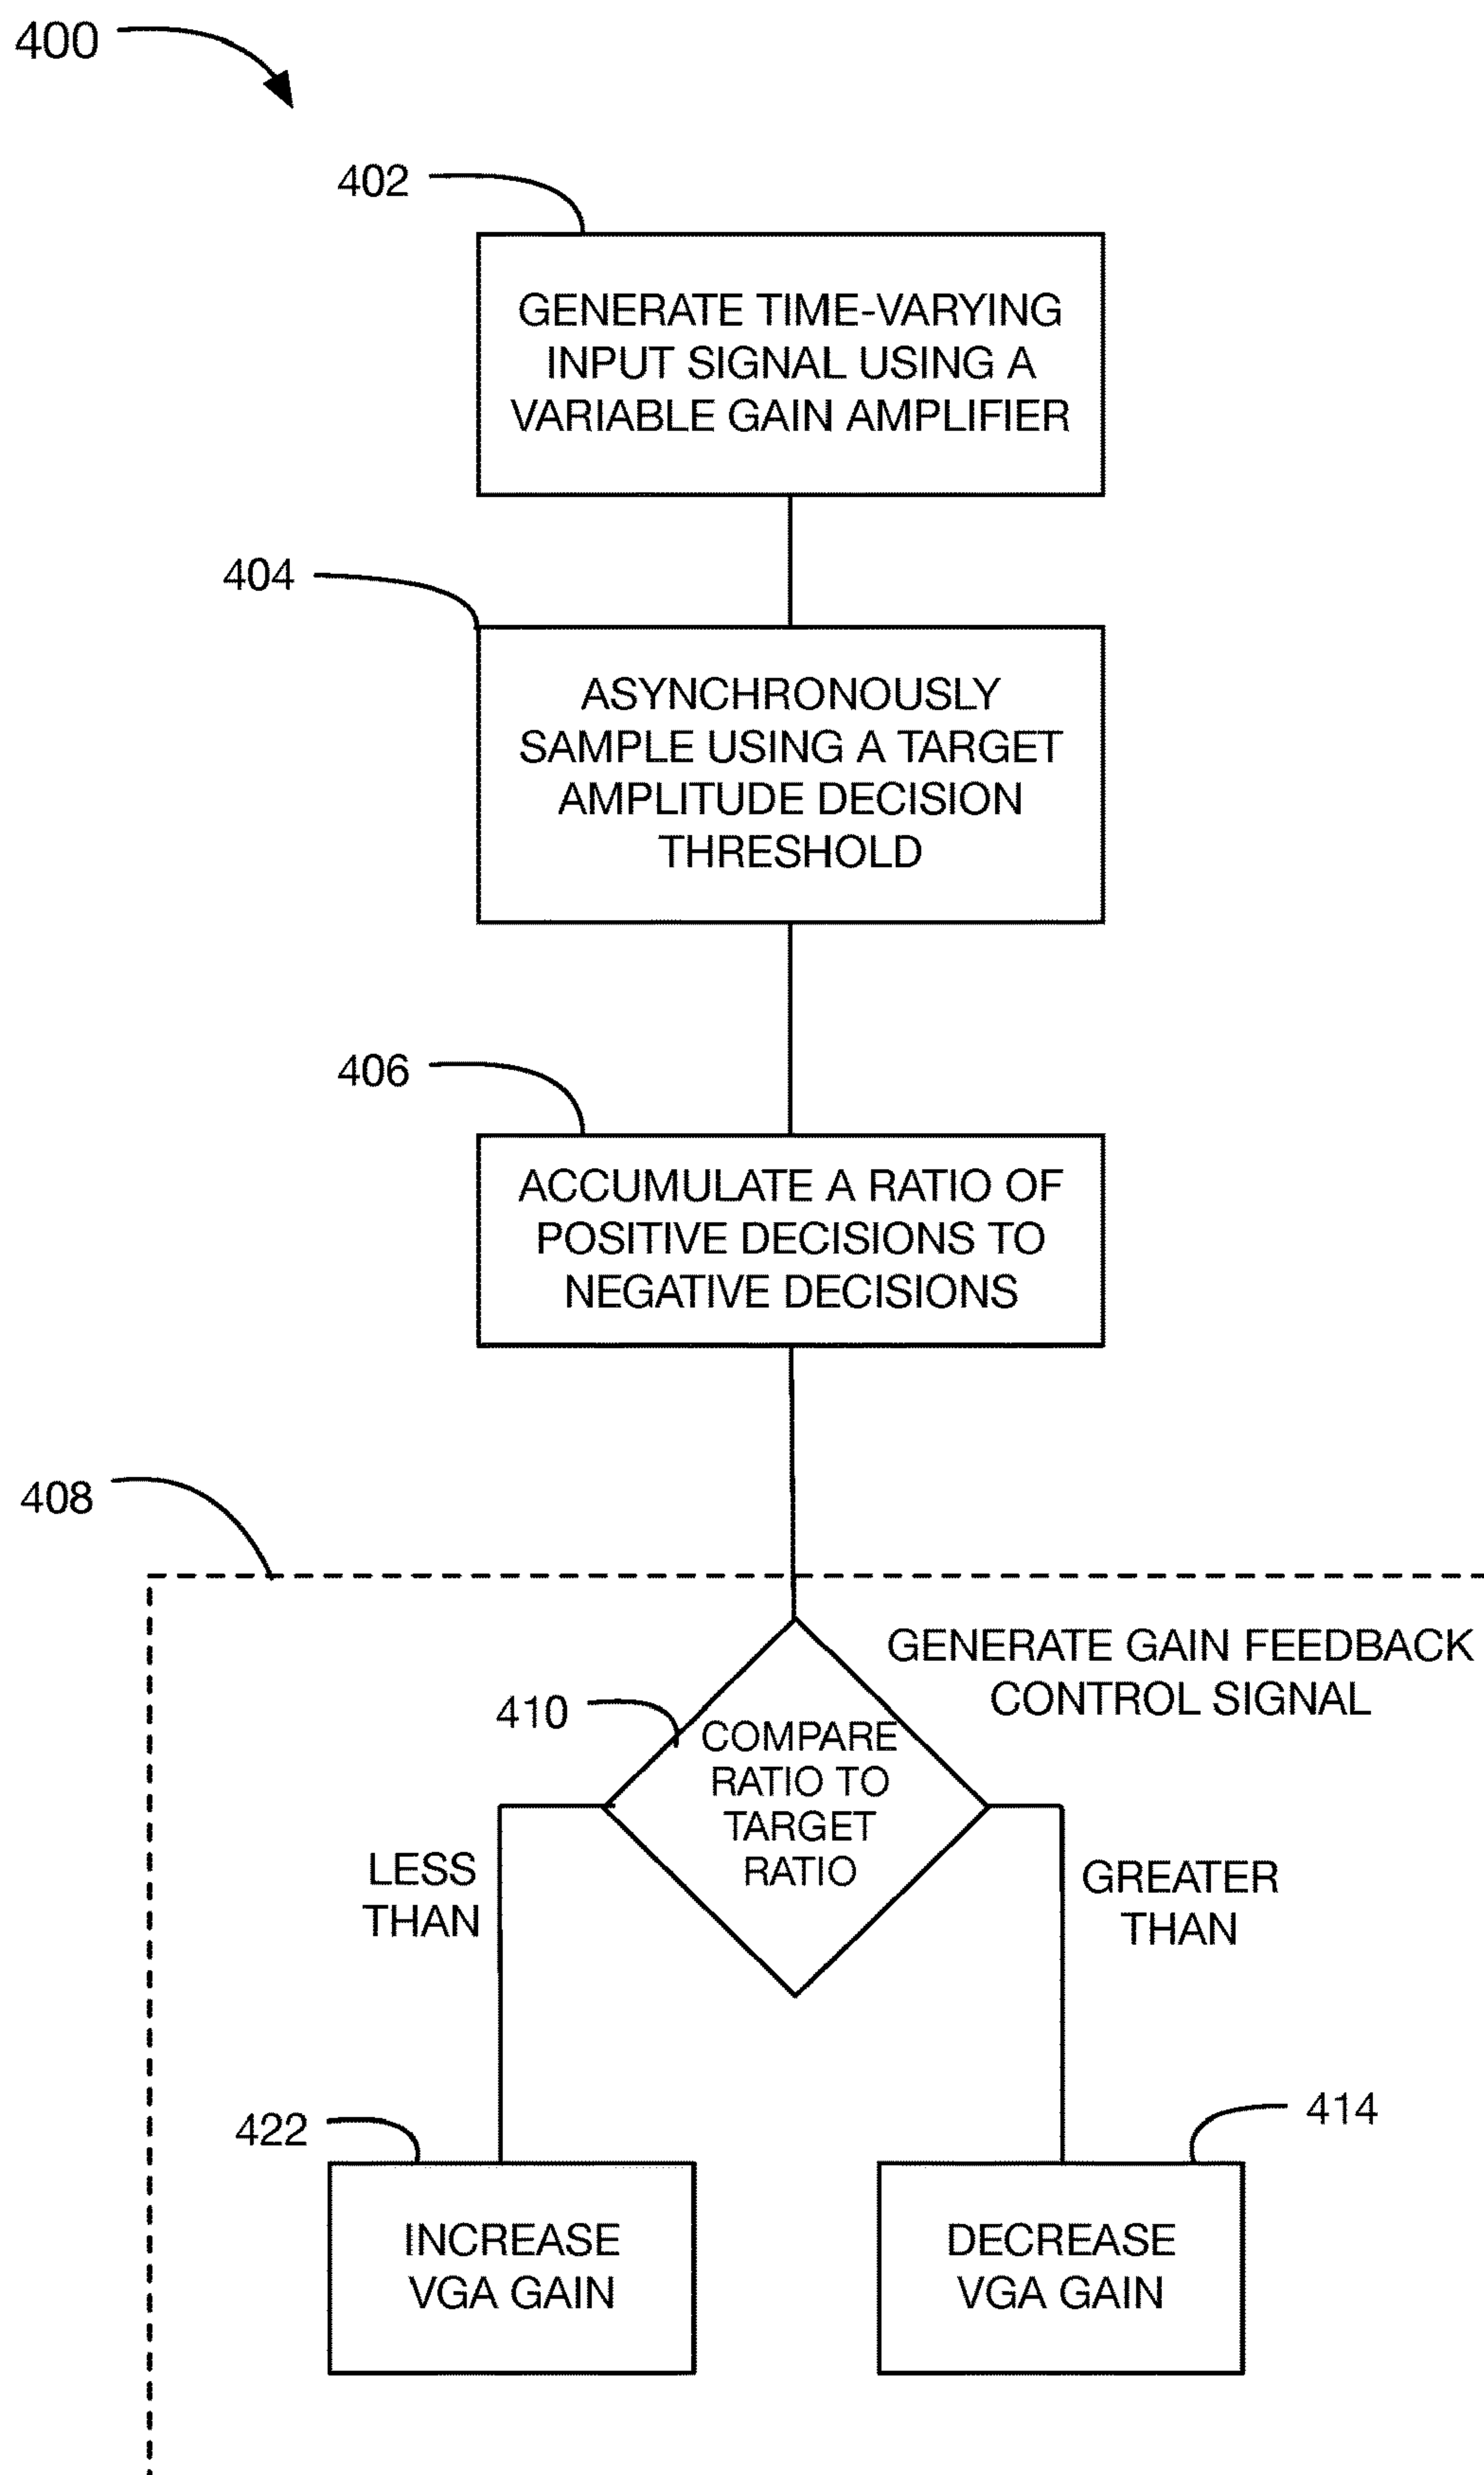 400
402
GENERATE TIME-VARYING
INPUT SIGNAL USING A
VARIABLE GAIN AMPLIFIER
404
ASYNCHRONOUSLY
SAMPLE USING A TARGET
AMPLITUDE DECISION
THRESHOLD
406
ACCUMULATE A RATIO OF
POSITIVE DECISIONS TO
NEGATIVE DECISIONS
408
GENERATE GAIN FEEDBACK
CONTROL SIGNAL
410
COMPARE
RATIO TO
TARGET
RATIO
LESS
THAN
GREATER
THAN
422
INCREASE
VGA GAIN
414
DECREASE
VGA GAIN